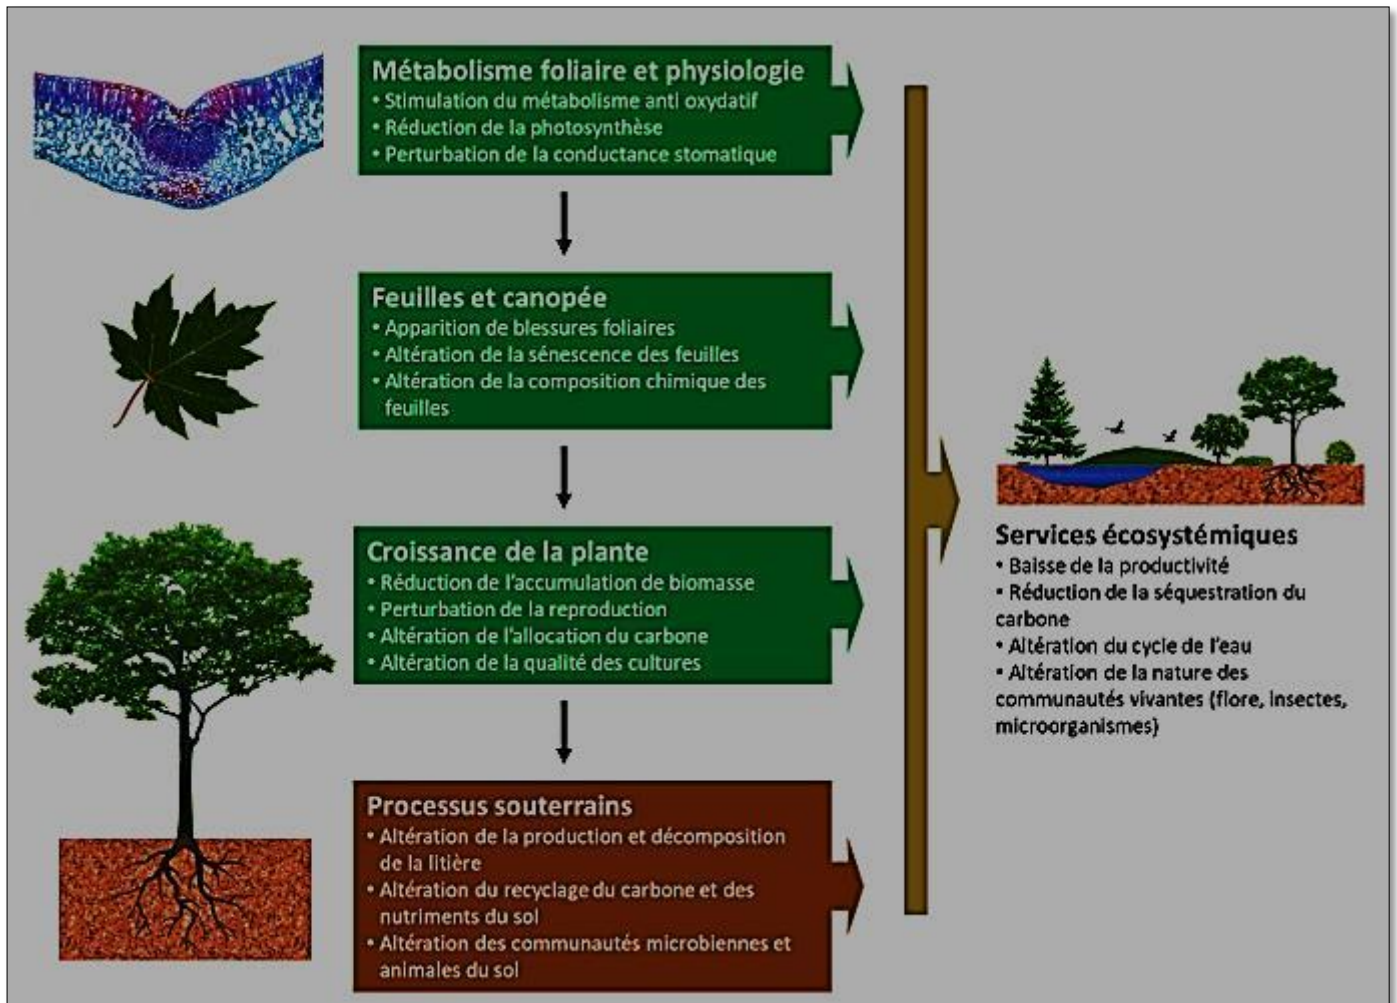 Métabolisme foliaire et physiologie
• Stimulation du métabolisme anti oxydatif
• Réduction de la photosynthèse
• Perturbation de la conductance stomatique
Feuilles et canopée
• Apparition de blessures foliaires
• Altération de la sénescence des feuilles
• Altération de la composition chimique des
feuilles
Croissance de la plante
• Réduction de l'accumulation de biomasse
• Perturbation de la reproduction
• Altération de l'allocation du carbone
• Altération de la qualité des cultures
Processus souterrains
• Altération de la production et décomposition
de la litière
• Altération du recyclage du carbone et des
nutriments du sol
• Altération des communautés microbiennes et
animales du sol
Services écosystémiques
• Baisse de la productivité
• Réduction de la séquestration du
carbone
• Altération du cycle de l'eau
• Altération de la nature des
communautés vivantes (flore, insectes,
microorganismes)